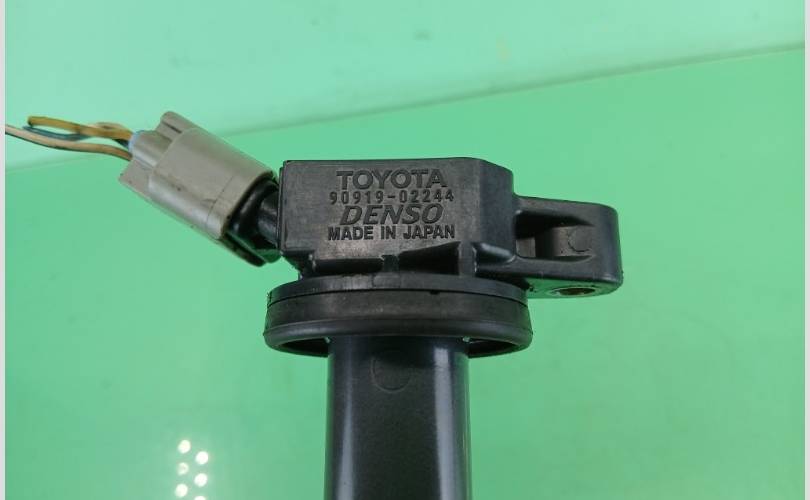 TOYOTA
90919-02244
DENSO
MADE IN JAPAN